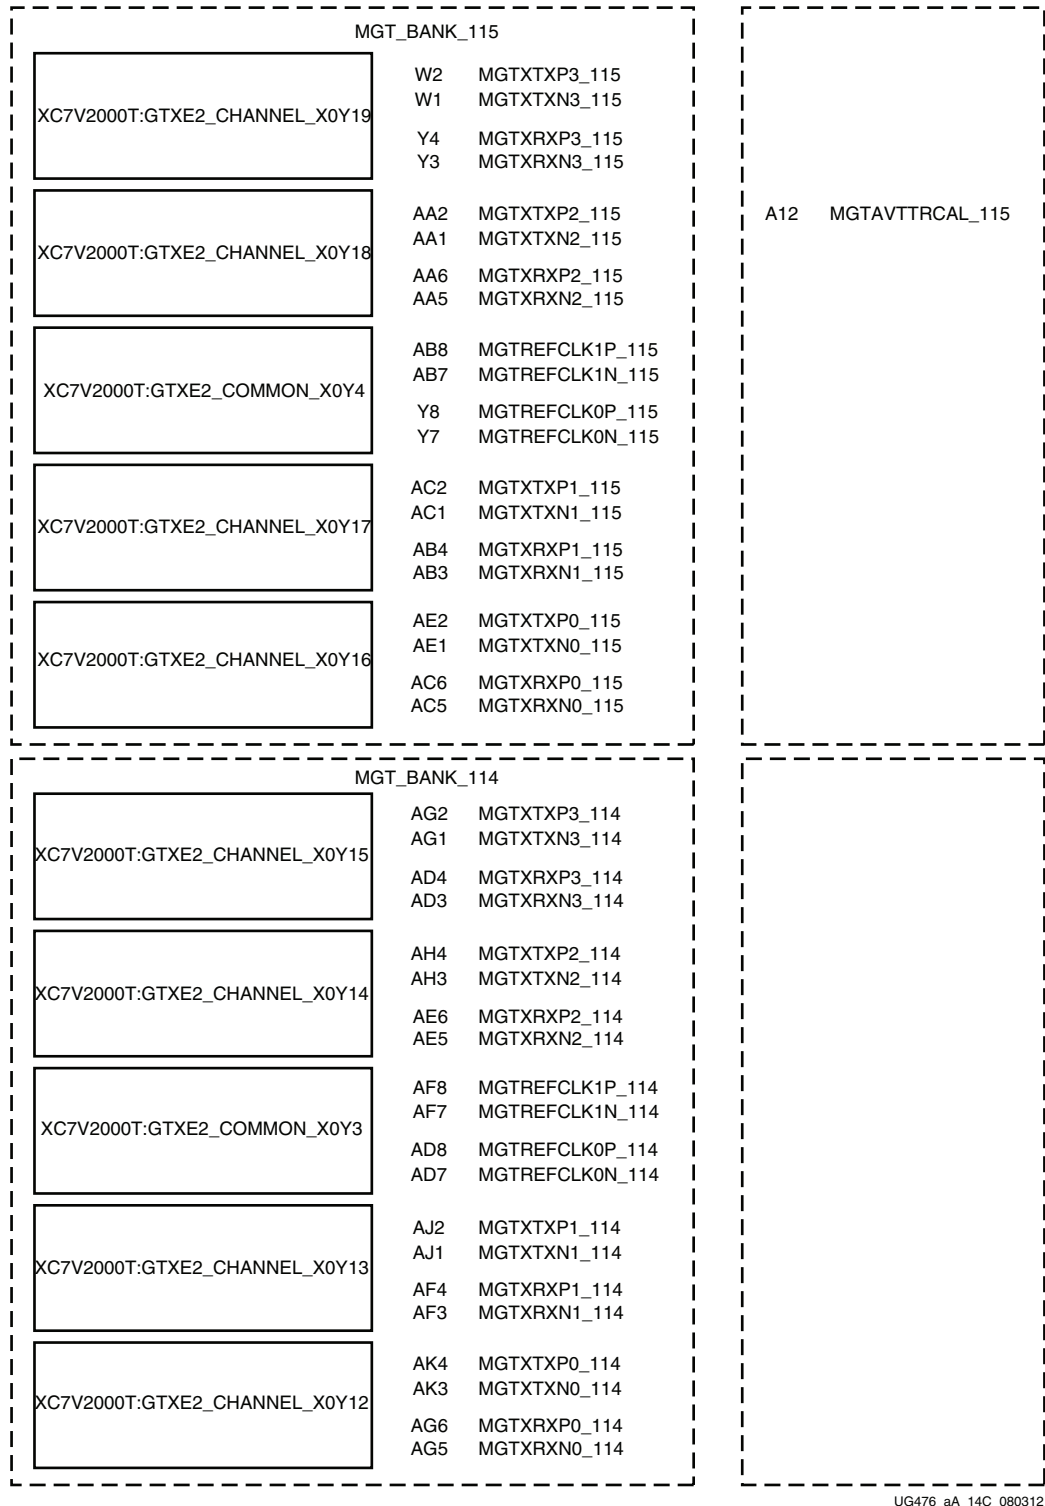 MGT_BANK_115
XC7V2000T:GTXE2_CHANNEL_X0Y19
W2 MGTXTXP3_115
W1 MGTXTXN3_115
Y4 MGTXRXP3_115
Y3 MGTXRXN3_115
XC7V2000T:GTXE2_CHANNEL_X0Y18
AA2 MGTXTXP2_115
AA1 MGTXTXN2_115
AA6 MGTXRXP2_115
AA5 MGTXRXN2_115
XC7V2000T:GTXE2_COMMON_X0Y4
AB8 MGTREFCLK1P_115
AB7 MGTREFCLK1N_115
Y8 MGTREFCLK0P_115
Y7 MGTREFCLK0N_115
XC7V2000T:GTXE2_CHANNEL_X0Y17
AC2 MGTXTXP1_115
AC1 MGTXTXN1_115
AB4 MGTXRXP1_115
AB3 MGTXRXN1_115
XC7V2000T:GTXE2_CHANNEL_X0Y16
AE2 MGTXTXP0_115
AE1 MGTXTXN0_115
AC6 MGTXRXP0_115
AC5 MGTXRXN0_115
A12 MGTAVTTRCAL_115
MGT_BANK_114
XC7V2000T:GTXE2_CHANNEL_X0Y15
AG2 MGTXTXP3_114
AG1 MGTXTXN3_114
AD4 MGTXRXP3_114
AD3 MGTXRXN3_114
XC7V2000T:GTXE2_CHANNEL_X0Y14
AH4 MGTXTXP2_114
AH3 MGTXTXN2_114
AE6 MGTXRXP2_114
AE5 MGTXRXN2_114
XC7V2000T:GTXE2_COMMON_X0Y3
AF8 MGTREFCLK1P_114
AF7 MGTREFCLK1N_114
AD8 MGTREFCLK0P_114
AD7 MGTREFCLK0N_114
XC7V2000T:GTXE2_CHANNEL_X0Y13
AJ2 MGTXTXP1_114
AJ1 MGTXTXN1_114
AF4 MGTXRXP1_114
AF3 MGTXRXN1_114
XC7V2000T:GTXE2_CHANNEL_X0Y12
AK4 MGTXTXP0_114
AK3 MGTXTXN0_114
AG6 MGTXRXP0_114
AG5 MGTXRXN0_114
UG476_aA_14C_080312